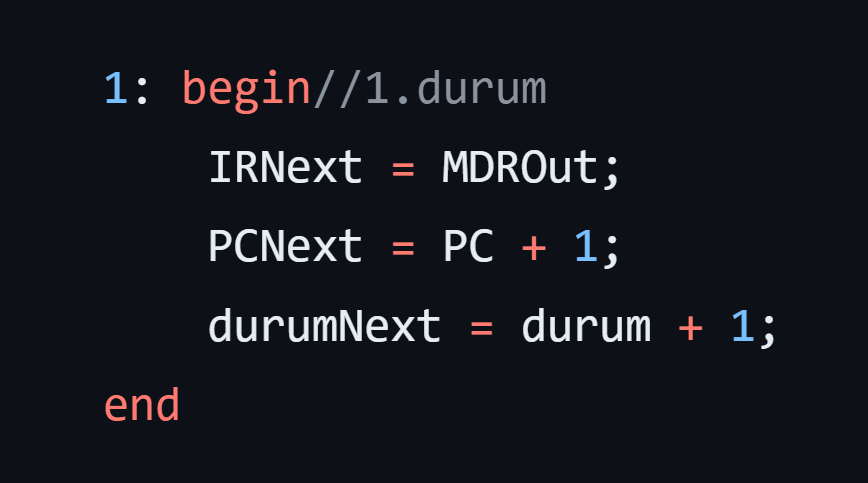 1: begin//1.durum
IRNext = MDROut;
PCNext = PC + 1;
durumNext = durum + 1;
end